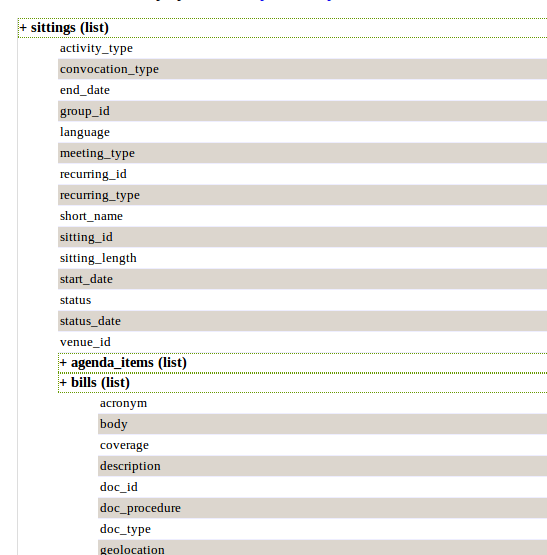 + sittings (list)
activity_type
convocation_type
end_date
group_id
language
meeting_type
recurring_id
recurring_type
short_name
sitting_id
sitting_length
start_date
status
status_date
venue_id
+ agenda_items (list)
+ bills (list)
acronym
body
coverage
description
doc_id
doc_procedure
doc_type
geolocation